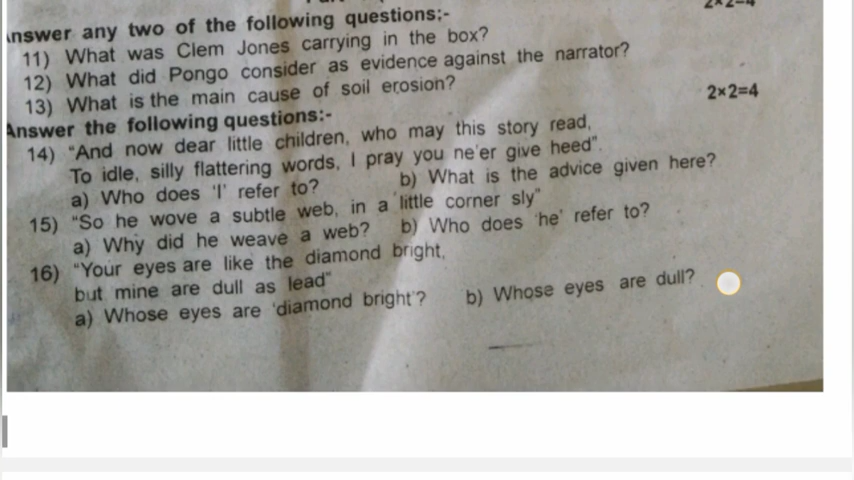 2×2=4
Answer any two of the following questions:-
11) What was Clem Jones carrying in the box?
12) What did Pongo consider as evidence against the narrator?
13) What is the main cause of soil erosion?
2×2=4
Answer the following questions:-
14) "And now dear little children, who may this story read,
To idle, silly flattering words, I pray you ne'er give heed".
a) Who does 'I' refer to? b) What is the advice given here?
15) "So he wove a subtle web, in a little corner sly"
a) Why did he weave a web? b) Who does 'he' refer to?
16) "Your eyes are like the diamond bright,
but mine are dull as lead"
a) Whose eyes are 'diamond bright'? b) Whose eyes are dull?